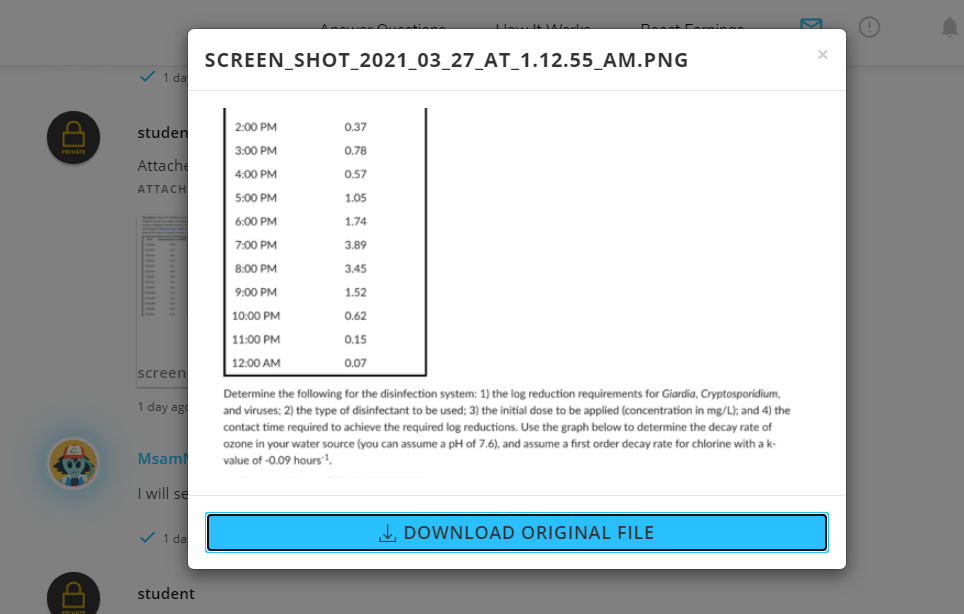 Answer Questions How It Works Boost Earnings
SCREEN_SHOT_2021_03_27_AT_1.12.55_AM.PNG ×
1 da
PRIVATE
studen
Attache
ATTACH
2:00 PM 0.37
3:00 PM 0.78
4:00 PM 0.57
5:00 PM 1.05
6:00 PM 1.74
7:00 PM 3.89
8:00 PM 3.45
9:00 PM 1.52
10:00 PM 0.62
11:00 PM 0.15
12:00 AM 0.07
screen
1 day ago
Determine the following for the disinfection system: 1) the log reduction requirements for Giardia, Cryptosporidium,
and viruses; 2) the type of disinfectant to be used; 3) the initial dose to be applied (concentration in mg/L); and 4) the
contact time required to achieve the required log reductions. Use the graph below to determine the decay rate of
ozone in your water source (you can assume a pH of 7.6), and assume a first order decay rate for chlorine with a k-
value of -0.09 hours⁻¹.
Msam
I will se
1 da
DOWNLOAD ORIGINAL FILE
student
PRIVATE